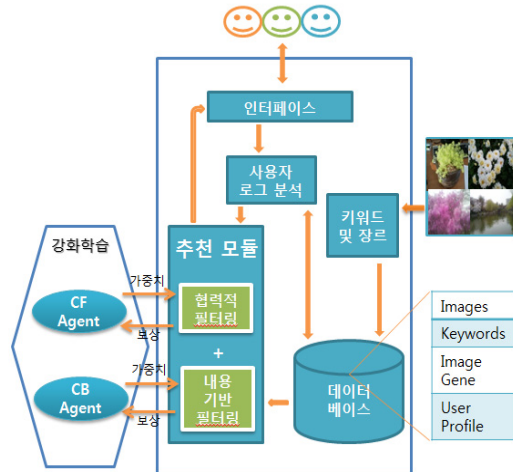 인터페이스
사용자
로그 분석
키워드
및 장르
강화학습
추천 모듈
가중치
CF
Agent
협력적
필터링
보상
+
가중치
CB
Agent
내용
기반
필터링
보상
데이터
베이스
Images
Keywords
Image
Gene
User
Profile